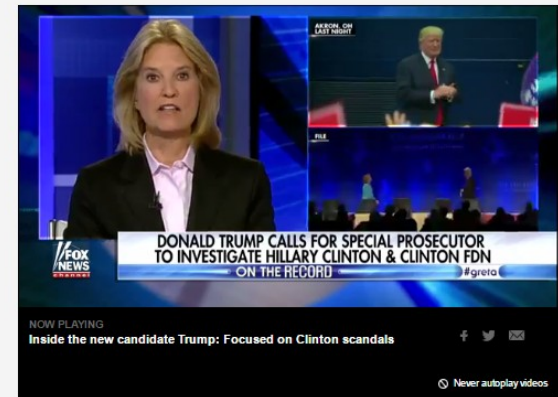 AKRON, OH
LAST NIGHT
FILE
DONALD TRUMP CALLS FOR SPECIAL PROSECUTOR
TO INVESTIGATE HILLARY CLINTON & CLINTON FDN
FOX
NEWS
channel
ON THE RECORD
#greta
NOW PLAYING
Inside the new candidate Trump: Focused on Clinton scandals
Never autoplay videos